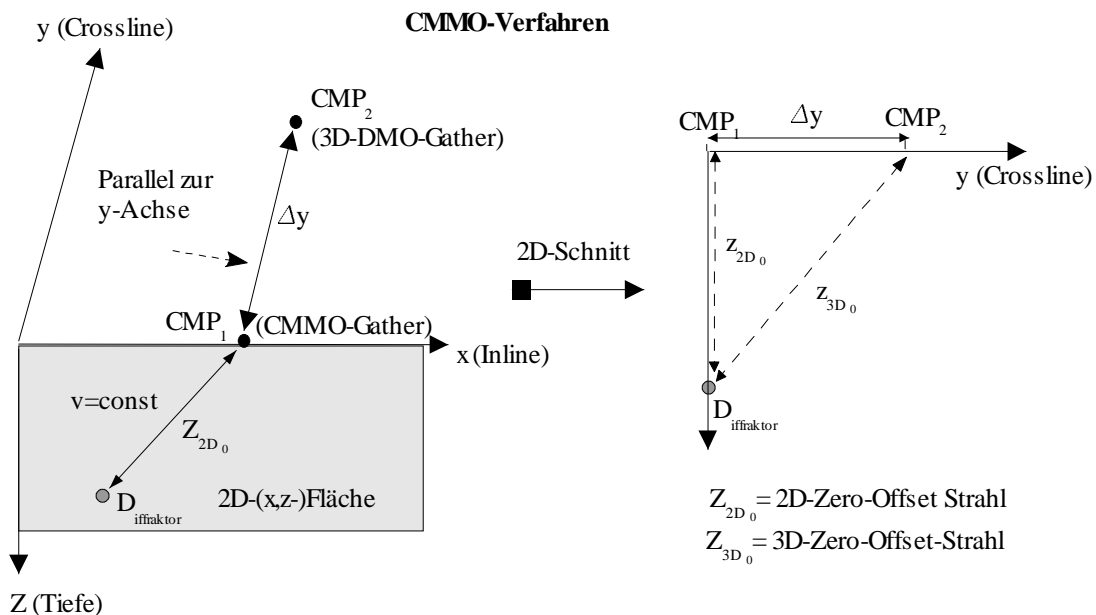 CMMO-Verfahren
y (Crossline)
CMP₂
(3D-DMO-Gather)
Parallel zur
y-Achse
Δy
CMP₁ (CMMO-Gather)
x (Inline)
v=const
Z₂D₀
Diffraktor
2D-(x,z-)Fläche
Z (Tiefe)
2D-Schnitt
CMP₁
Δy
CMP₂
y (Crossline)
z₂D₀
z₃D₀
Diffraktor
Z₂D₀ = 2D-Zero-Offset Strahl
Z₃D₀ = 3D-Zero-Offset-Strahl